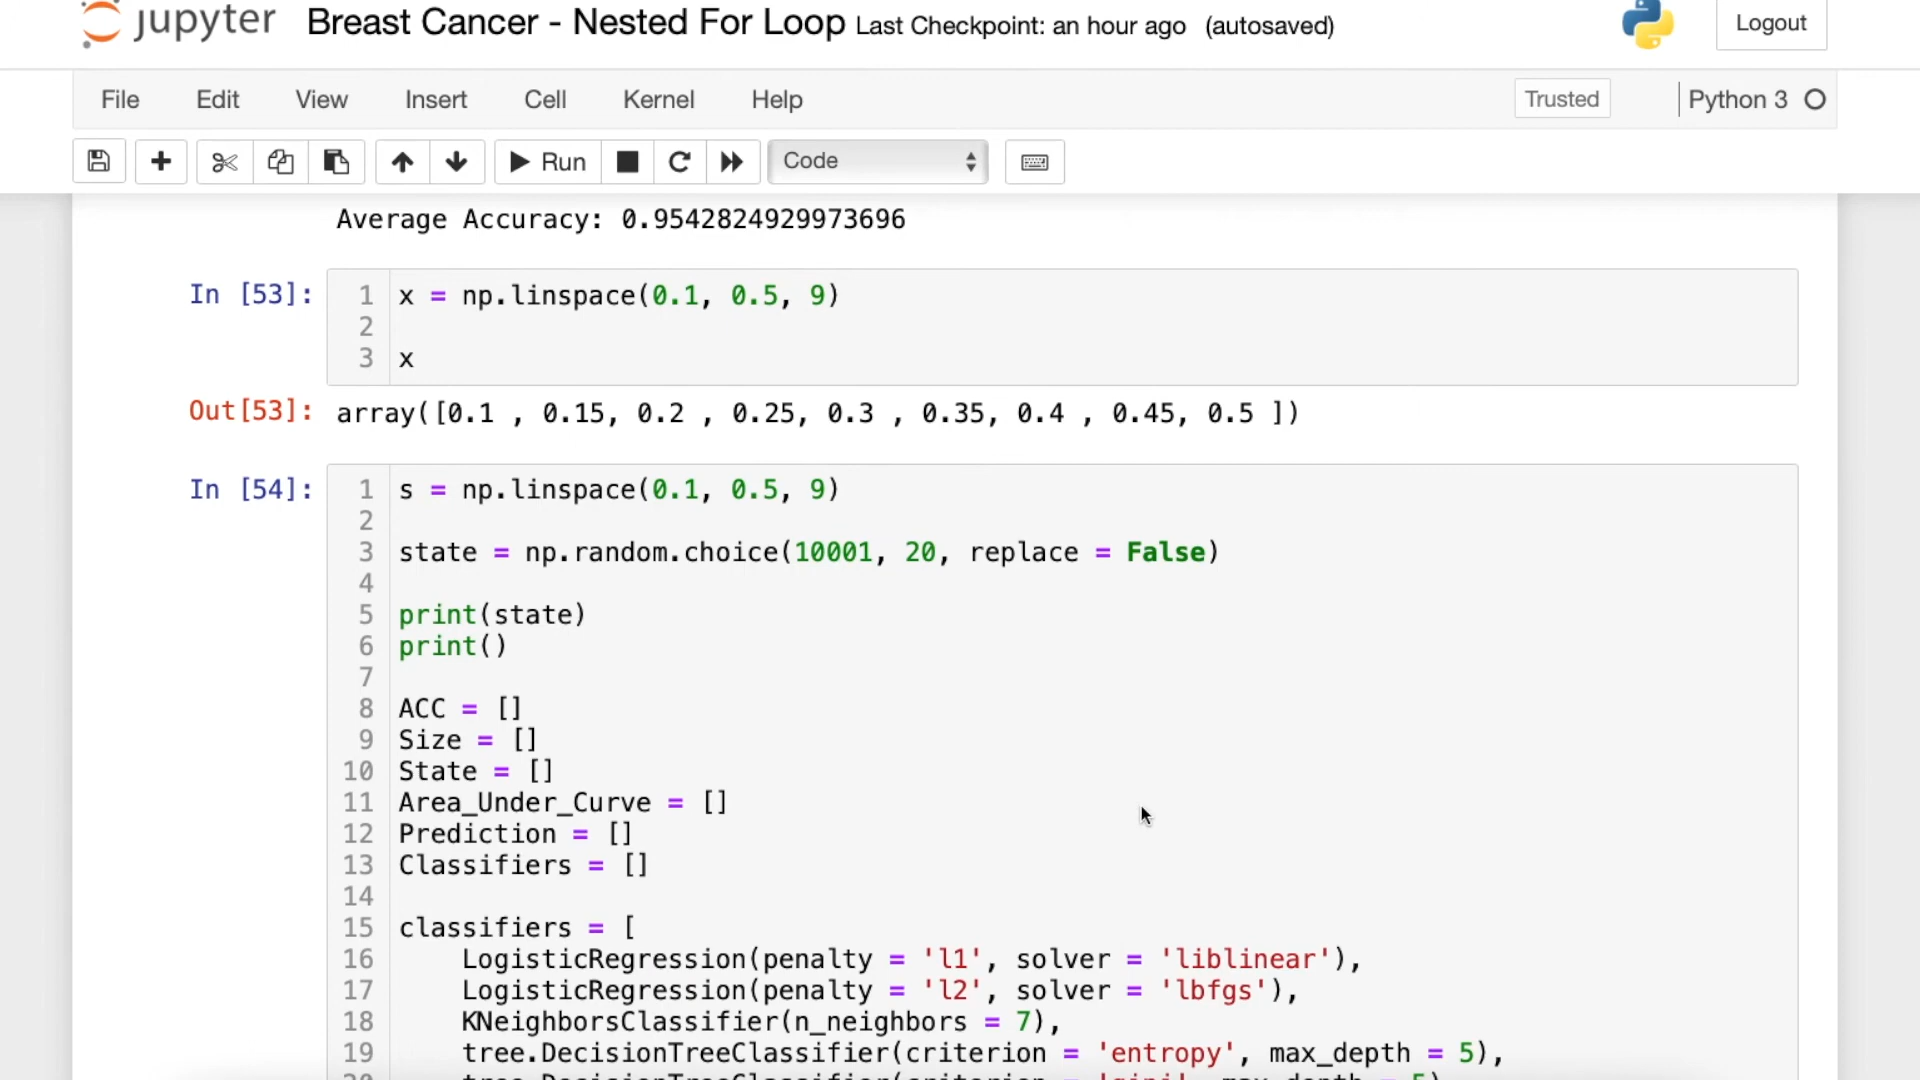 jupyter Breast Cancer - Nested For Loop Last Checkpoint: an hour ago (autosaved) Logout
File Edit View Insert Cell Kernel Help Trusted Python 3
Run Code
Average Accuracy: 0.9542824929973696
In [53]: 1 x = np.linspace(0.1, 0.5, 9)
2
3 x
Out[53]: array([0.1 , 0.15, 0.2 , 0.25, 0.3 , 0.35, 0.4 , 0.45, 0.5 ])
In [54]: 1 s = np.linspace(0.1, 0.5, 9)
2
3 state = np.random.choice(10001, 20, replace = False)
4
5 print(state)
6 print()
7
8 ACC = []
9 Size = []
10 State = []
11 Area_Under_Curve = []
12 Prediction = []
13 Classifiers = []
14
15 classifiers = [
16 LogisticRegression(penalty = 'l1', solver = 'liblinear'),
17 LogisticRegression(penalty = 'l2', solver = 'lbfgs'),
18 KNeighborsClassifier(n_neighbors = 7),
19 tree.DecisionTreeClassifier(criterion = 'entropy', max_depth = 5),